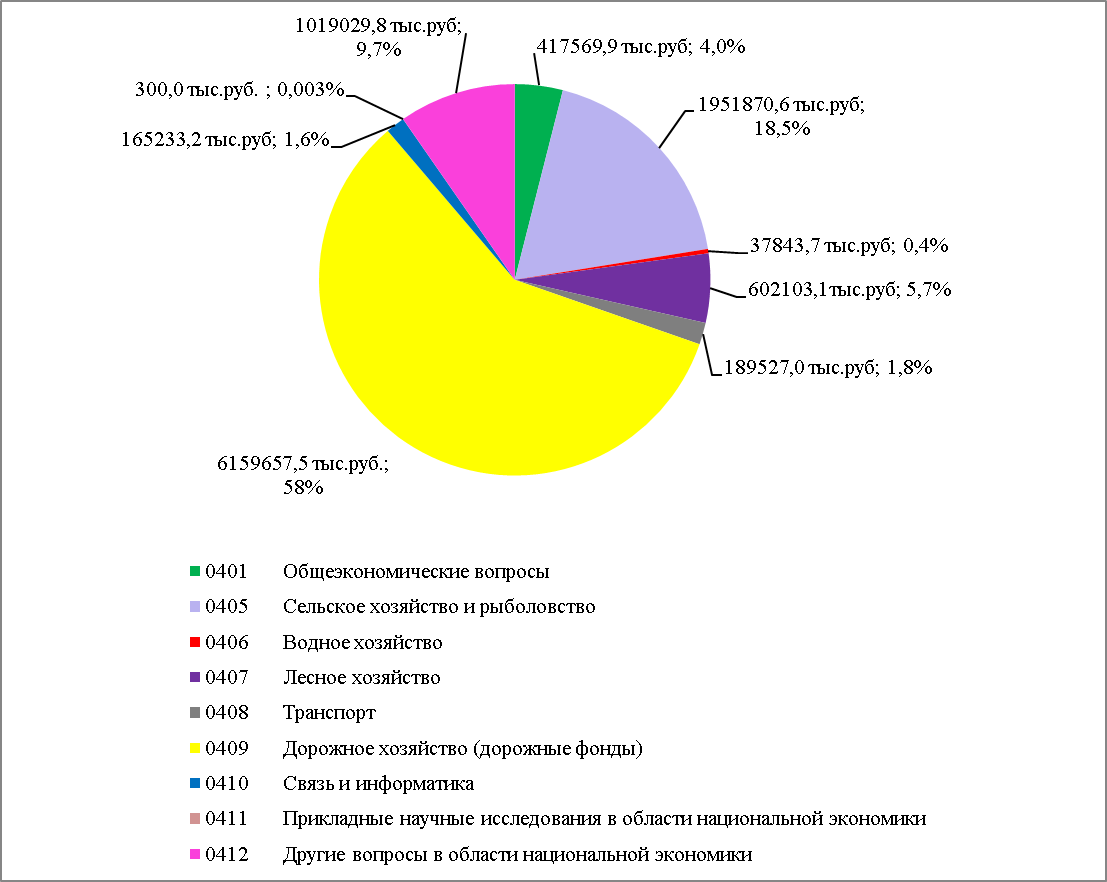 1019029,8 тыс.руб;
9,7%
417569,9 тыс.руб; 4,0%
300,0 тыс.руб. ; 0,003%
1951870,6 тыс.руб;
18,5%
165233,2 тыс.руб; 1,6%
37843,7 тыс.руб; 0,4%
602103,1тыс.руб; 5,7%
189527,0 тыс.руб; 1,8%
6159657,5 тыс.руб.;
58%
0401 Общеэкономические вопросы
0405 Сельское хозяйство и рыболовство
0406 Водное хозяйство
0407 Лесное хозяйство
0408 Транспорт
0409 Дорожное хозяйство (дорожные фонды)
0410 Связь и информатика
0411 Прикладные научные исследования в области национальной экономики
0412 Другие вопросы в области национальной экономики